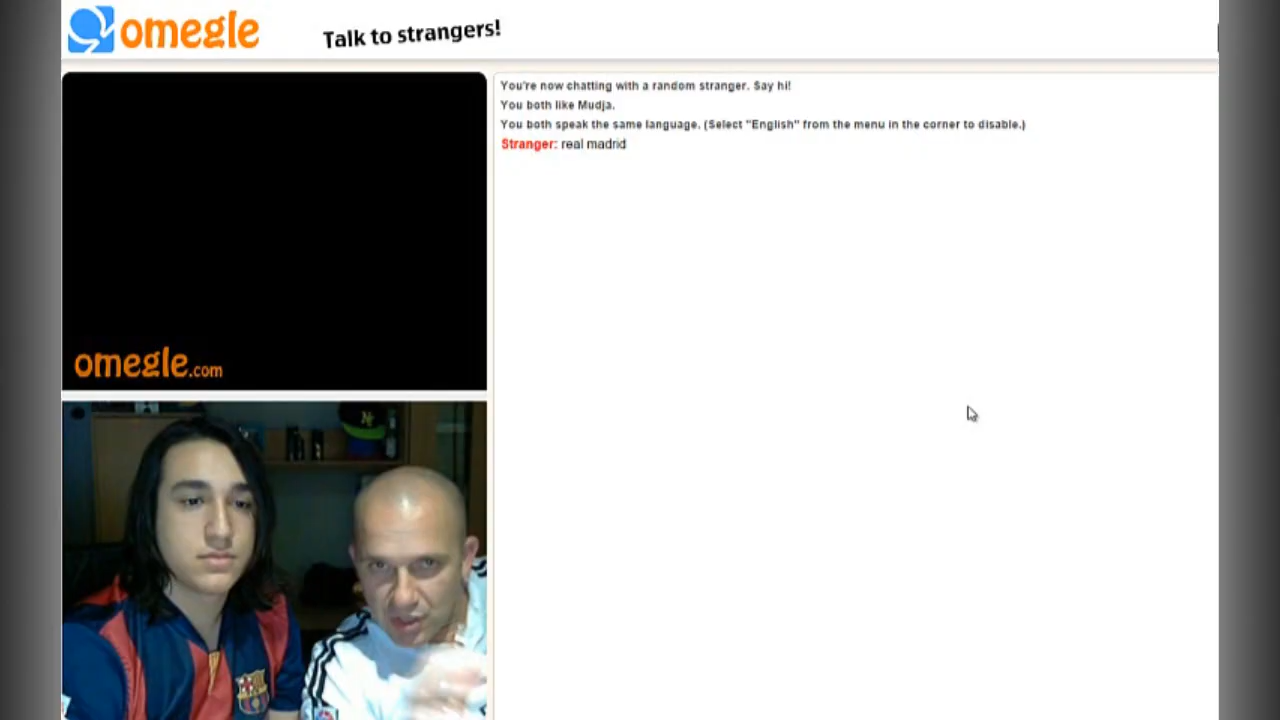 omegle
Talk to strangers!
You're now chatting with a random stranger. Say hi!
You both like Mudja.
You both speak the same language. (Select "English" from the menu in the corner to disable.)
Stranger: real madrid
omegle.com